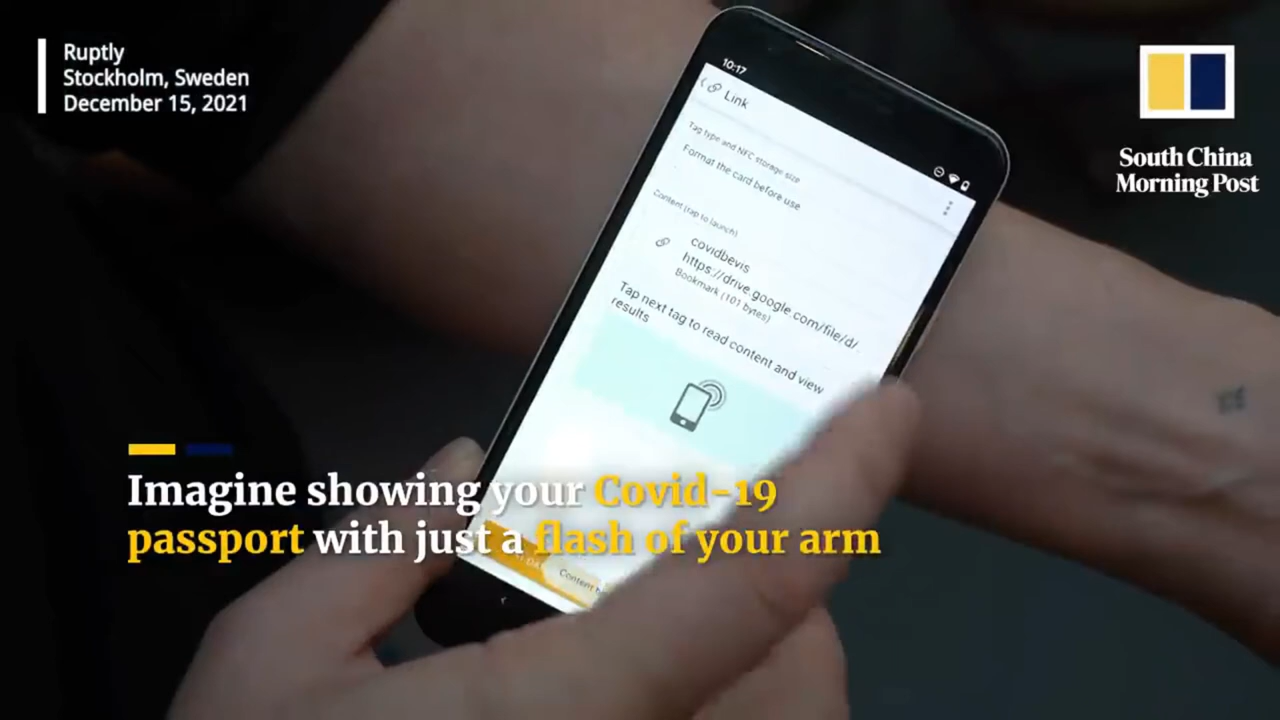 Ruptly
Stockholm, Sweden
December 15, 2021
South China
Morning Post
10:17
Link
Tag type and NFC storage size
Format the card before use
Content (tap to launch)
covidbevis
https://drive.google.com/file/d/
Bookmark (101 bytes)
Tap next tag to read content and view
results
Imagine showing your Covid-19
passport with just a flash of your arm
Content